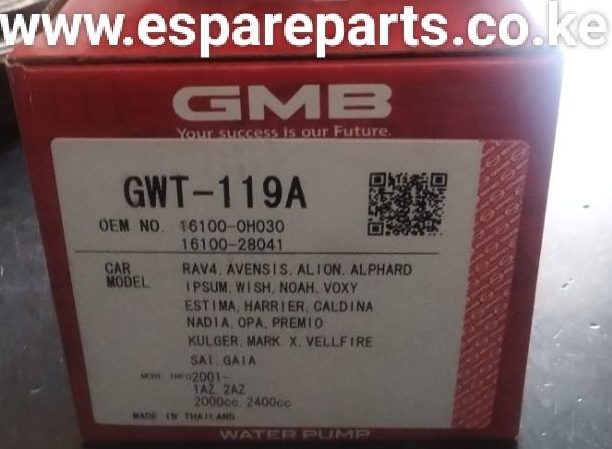 www.espareparts.co.ke
GMB
Your success is our Future.
GWT-119A
OEM NO. 16100-0H030
16100-28041
CAR MODEL
RAV4, AVENSIS, ALION, ALPHARD
IPSUM, WISH, NOAH, VOXY
ESTIMA, HARRIER, CALDINA
NADIA, OPA, PREMIO
KULGER, MARK X, VELLFIRE
SAI, GAIA
MORE INFO 2001-
1AZ, 2AZ
2000cc, 2400cc
MADE IN THAILAND
WATER PUMP